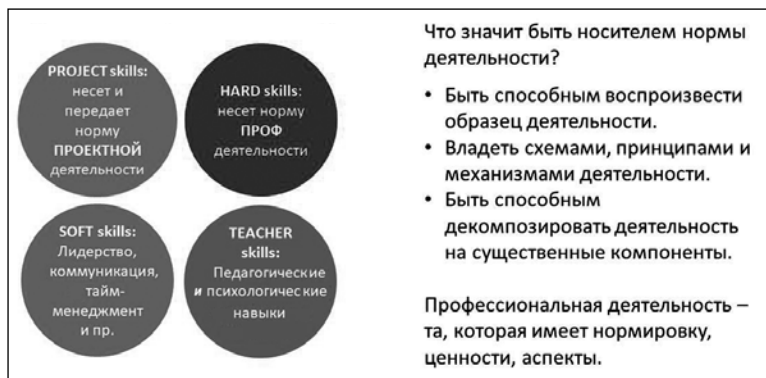 PROJECT skills:
несет и
передает
норму
ПРОЕКТНОЙ
деятельности
HARD skills:
несет норму
ПРОФ
деятельности
SOFT skills:
Лидерство,
коммуникация,
тайм-
менеджмент
и пр.
TEACHER
skills:
Педагогические
и психологические
навыки
Что значит быть носителем нормы
деятельности?
• Быть способным воспроизвести
образец деятельности.
• Владеть схемами, принципами и
механизмами деятельности.
• Быть способным
декомпозировать деятельность
на существенные компоненты.
Профессиональная деятельность –
та, которая имеет нормировку,
ценности, аспекты.